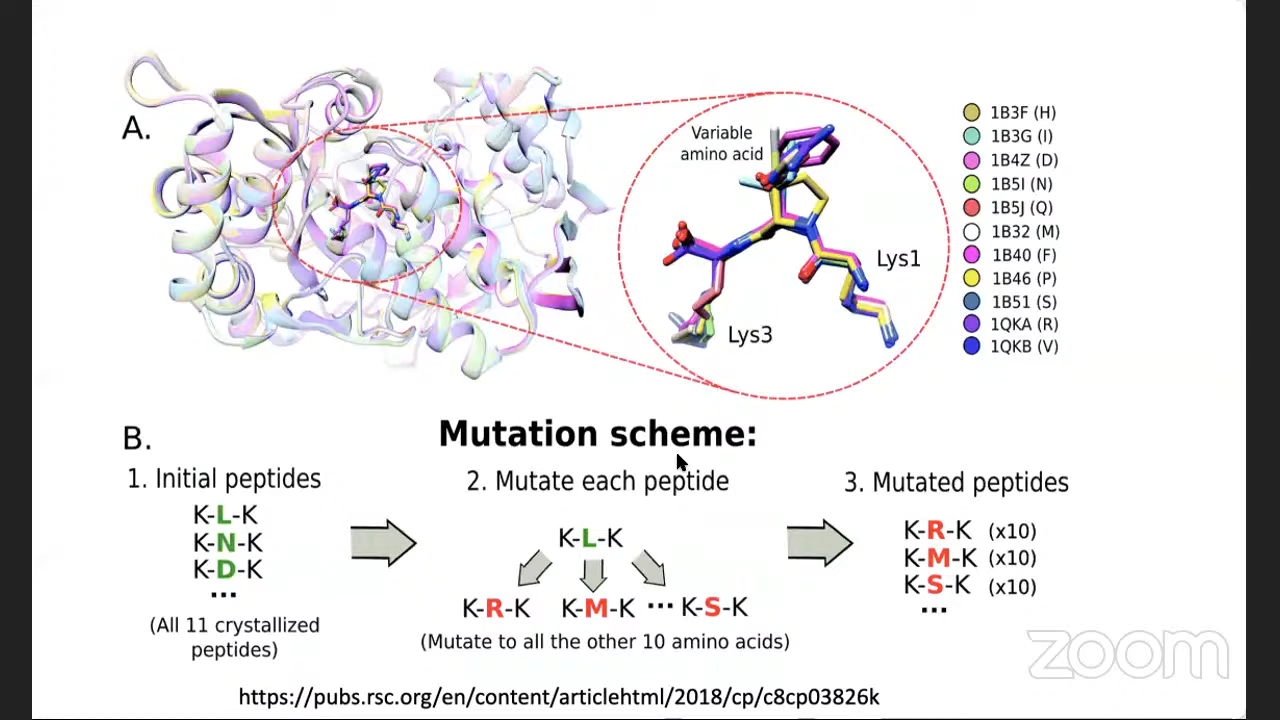 A.
Variable
amino acid
Lys1
Lys3
1B3F (H)
1B3G (I)
1B4Z (D)
1B5I (N)
1B5J (Q)
1B32 (M)
1B40 (F)
1B46 (P)
1B51 (S)
1QKA (R)
1QKB (V)
B.
Mutation scheme:
1. Initial peptides
K-L-K
K-N-K
K-D-K
...
(All 11 crystallized
peptides)
2. Mutate each peptide
K-L-K
K-R-K K-M-K ... K-S-K
(Mutate to all the other 10 amino acids)
3. Mutated peptides
K-R-K (x10)
K-M-K (x10)
K-S-K (x10)
...
zoom
https://pubs.rsc.org/en/content/articlehtml/2018/cp/c8cp03826k